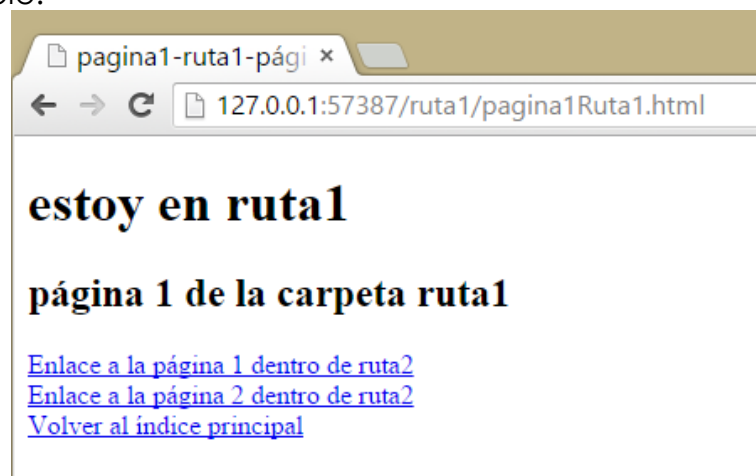 pagina1-ruta1-pági
127.0.0.1:57387/ruta1/pagina1Ruta1.html
estoy en ruta1
página 1 de la carpeta ruta1
Enlace a la página 1 dentro de ruta2
Enlace a la página 2 dentro de ruta2
Volver al índice principal